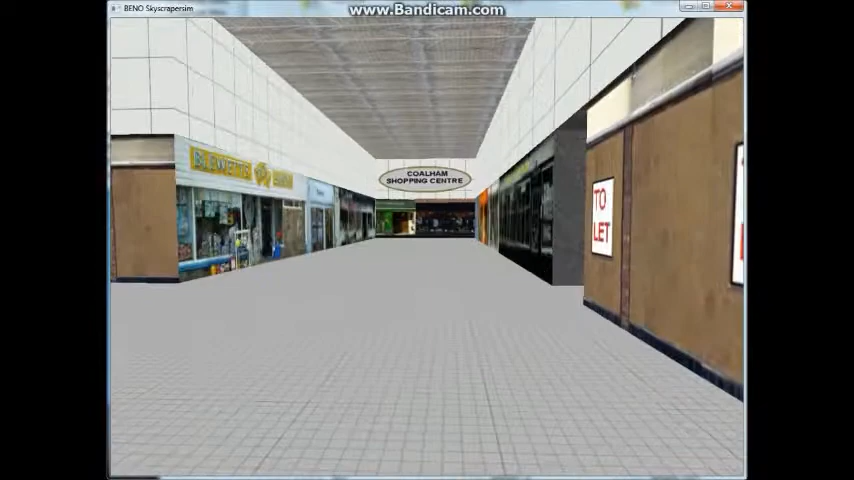 BENO Skyscrapersim
www.Bandicam.com
BLEWETTS
COALHAM
SHOPPING CENTRE
TO
LET